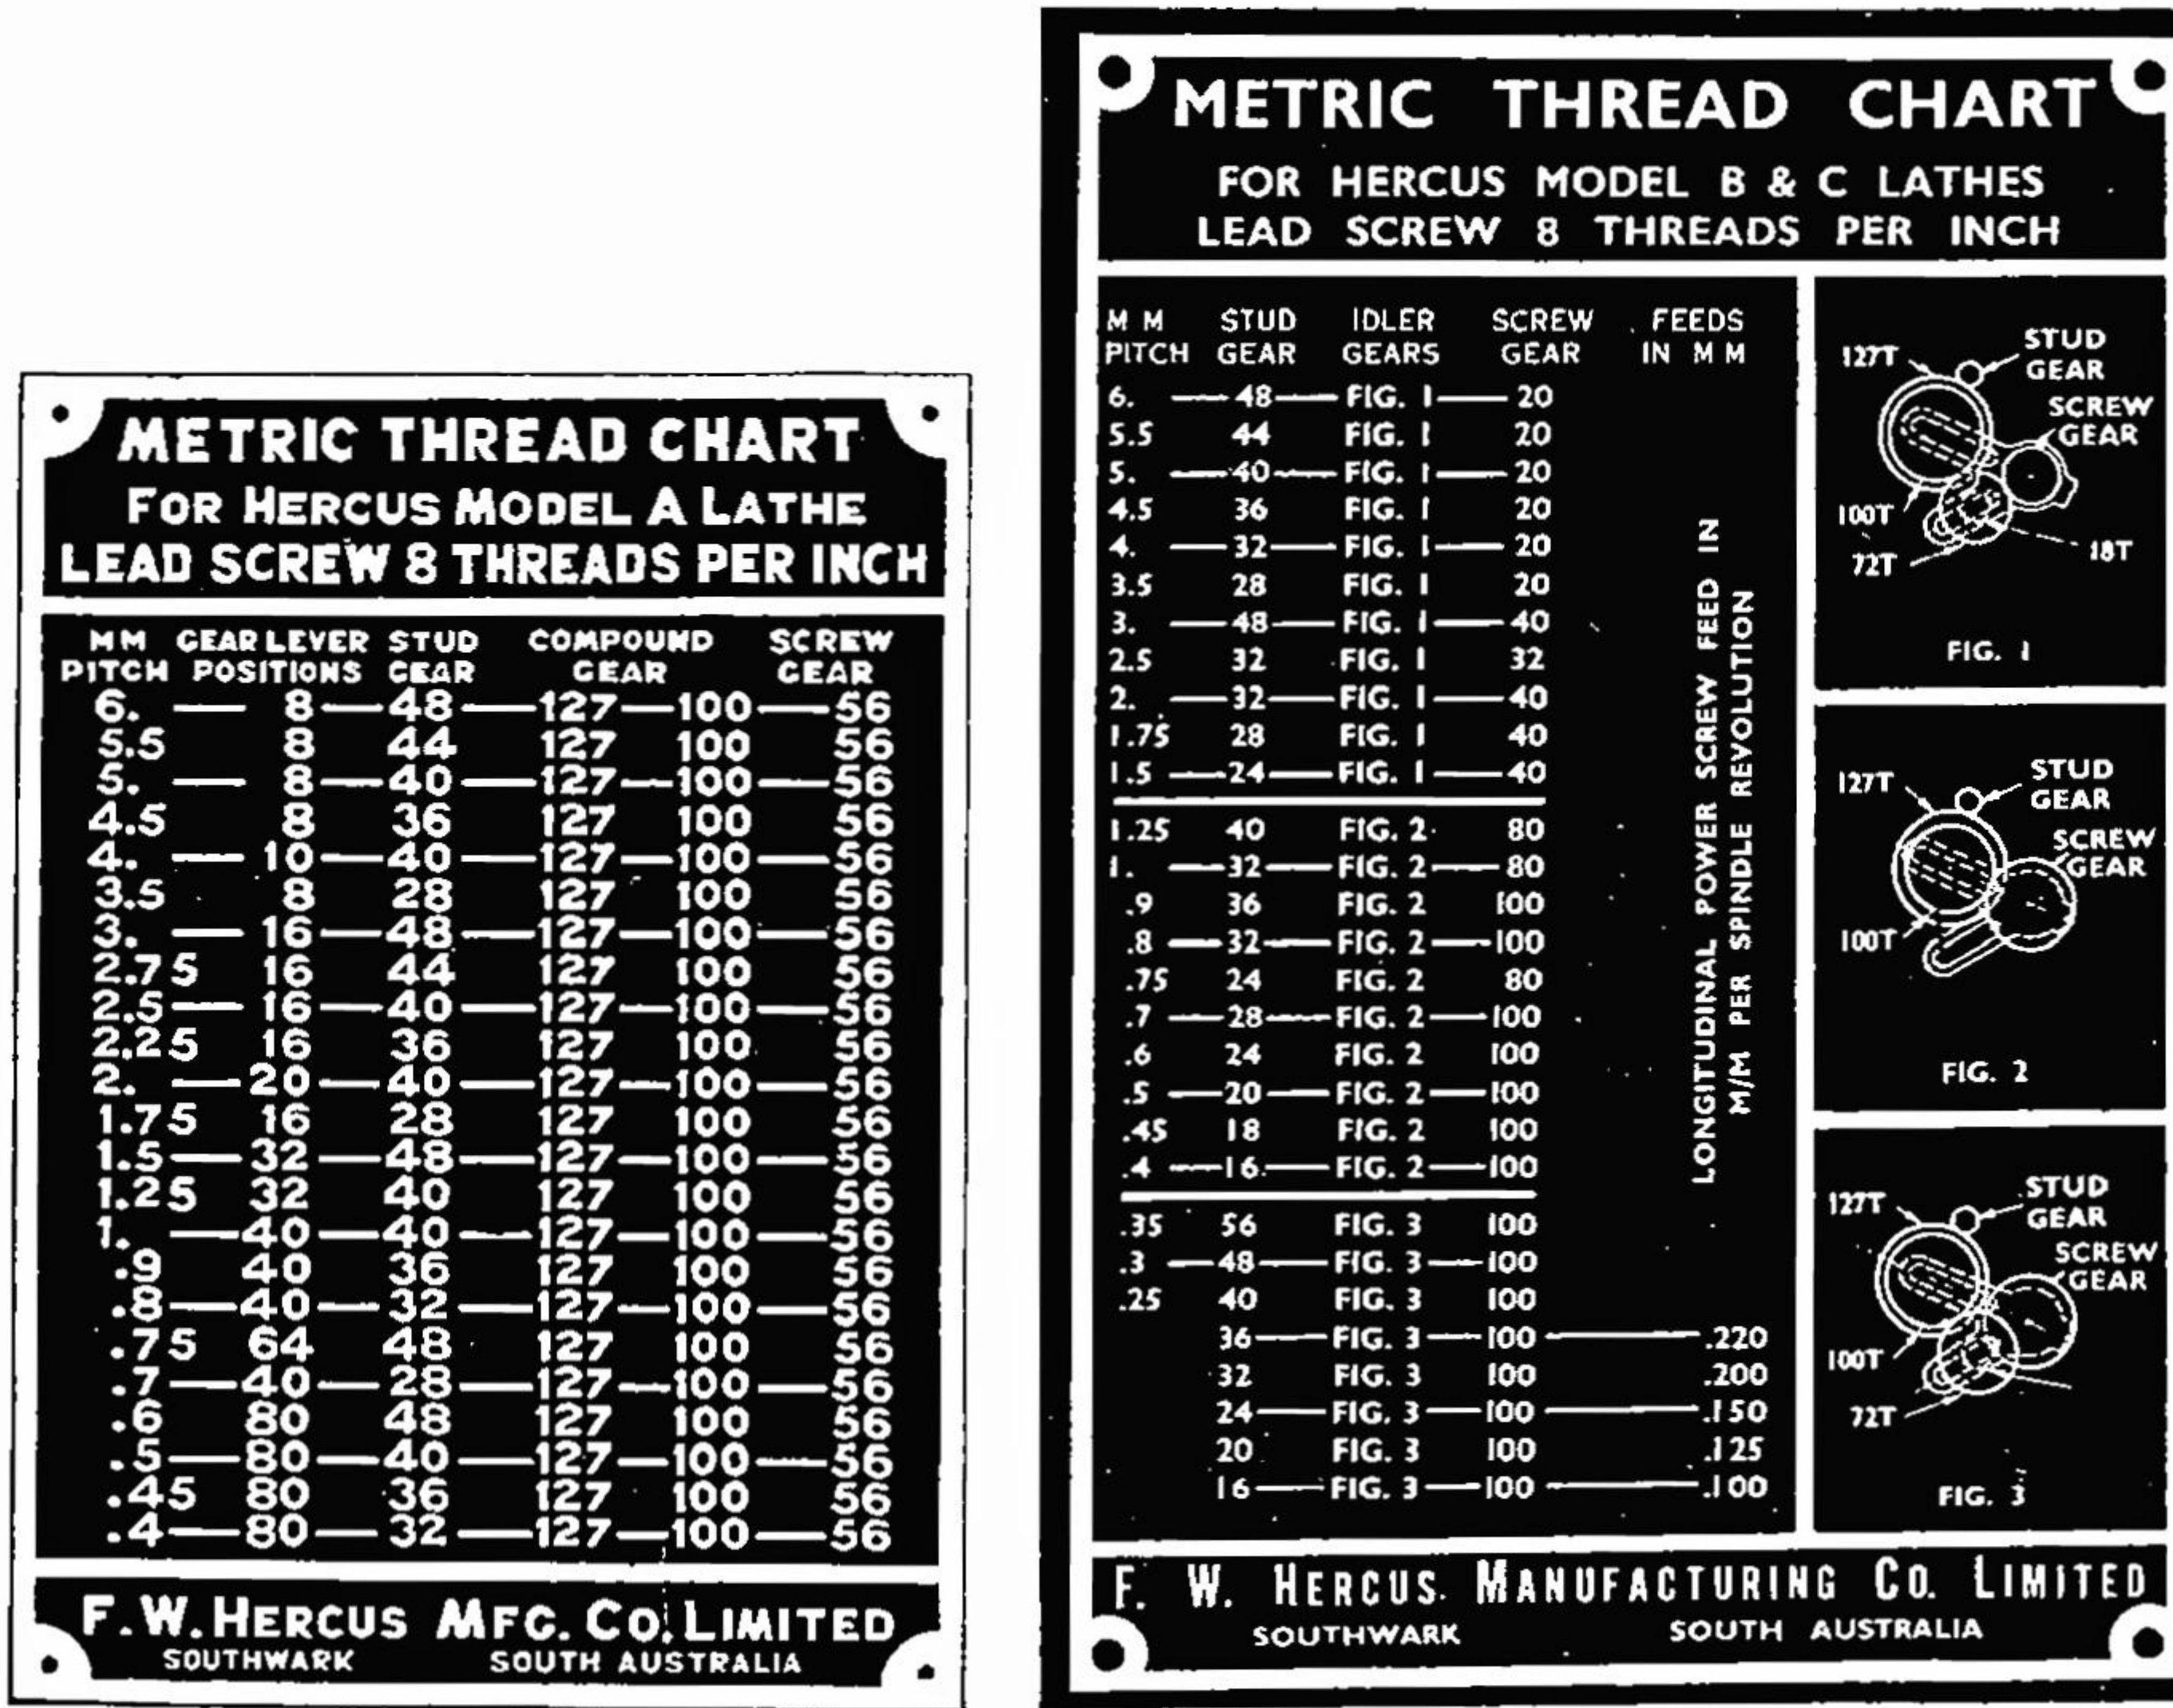 METRIC THREAD CHART
FOR HERCUS MODEL A LATHE
LEAD SCREW 8 THREADS PER INCH
MM GEAR LEVER STUD COMPOUND SCREW
PITCH POSITIONS GEAR GEAR GEAR
6. — 8 — 48 — 127 — 100 — 56
5.5 8 44 127 100 56
5. — 8 — 40 — 127 — 100 — 56
4.5 8 36 127 100 56
4. — 10 — 40 — 127 — 100 — 56
3.5 8 28 127 100 56
3. — 16 — 48 — 127 — 100 — 56
2.75 16 44 127 100 56
2.5 — 16 — 40 — 127 — 100 — 56
2.25 16 36 127 100 56
2. — 20 — 40 — 127 — 100 — 56
1.75 16 28 127 100 56
1.5 — 32 — 48 — 127 — 100 — 56
1.25 32 40 127 100 56
1. — 40 — 40 — 127 — 100 — 56
.9 40 36 127 100 56
.8 — 40 — 32 — 127 — 100 — 56
.75 64 48 127 100 56
.7 — 40 — 28 — 127 — 100 — 56
.6 80 48 127 100 56
.5 — 80 — 40 — 127 — 100 — 56
.45 80 36 127 100 56
.4 — 80 — 32 — 127 — 100 — 56
F. W. HERCUS MFG. CO. LIMITED
SOUTHWARK SOUTH AUSTRALIA
METRIC THREAD CHART
FOR HERCUS MODEL B & C LATHES
LEAD SCREW 8 THREADS PER INCH
M M STUD IDLER SCREW FEEDS
PITCH GEAR GEARS GEAR IN M M
6. — 48 — FIG. 1 — 20
5.5 44 FIG. 1 20
5. — 40 — FIG. 1 — 20
4.5 36 FIG. 1 20
4. — 32 — FIG. 1 — 20
3.5 28 FIG. 1 20
3. — 48 — FIG. 1 — 40
2.5 32 FIG. 1 32
2. — 32 — FIG. 1 — 40
1.75 28 FIG. 1 40
1.5 — 24 — FIG. 1 — 40
1.25 40 FIG. 2 80
1. — 32 — FIG. 2 — 80
.9 36 FIG. 2 100
.8 — 32 — FIG. 2 — 100
.75 24 FIG. 2 80
.7 — 28 — FIG. 2 — 100
.6 24 FIG. 2 100
.5 — 20 — FIG. 2 — 100
.45 18 FIG. 2 100
.4 — 16. — FIG. 2 — 100
.35 56 FIG. 3 100
.3 — 48 — FIG. 3 — 100
.25 40 FIG. 3 100
36 — FIG. 3 — 100 — .220
32 FIG. 3 100 .200
24 — FIG. 3 — 100 — .150
20 FIG. 3 100 .125
16 — FIG. 3 — 100 — .100
LONGITUDINAL POWER SCREW FEED IN
M/M PER SPINDLE REVOLUTION
127T
STUD
GEAR
SCREW
GEAR
100T
72T
18T
FIG. 1
127T
STUD
GEAR
SCREW
GEAR
100T
FIG. 2
127T
STUD
GEAR
SCREW
GEAR
100T
72T
FIG. 3
F. W. HERCUS MANUFACTURING CO. LIMITED
SOUTHWARK SOUTH AUSTRALIA